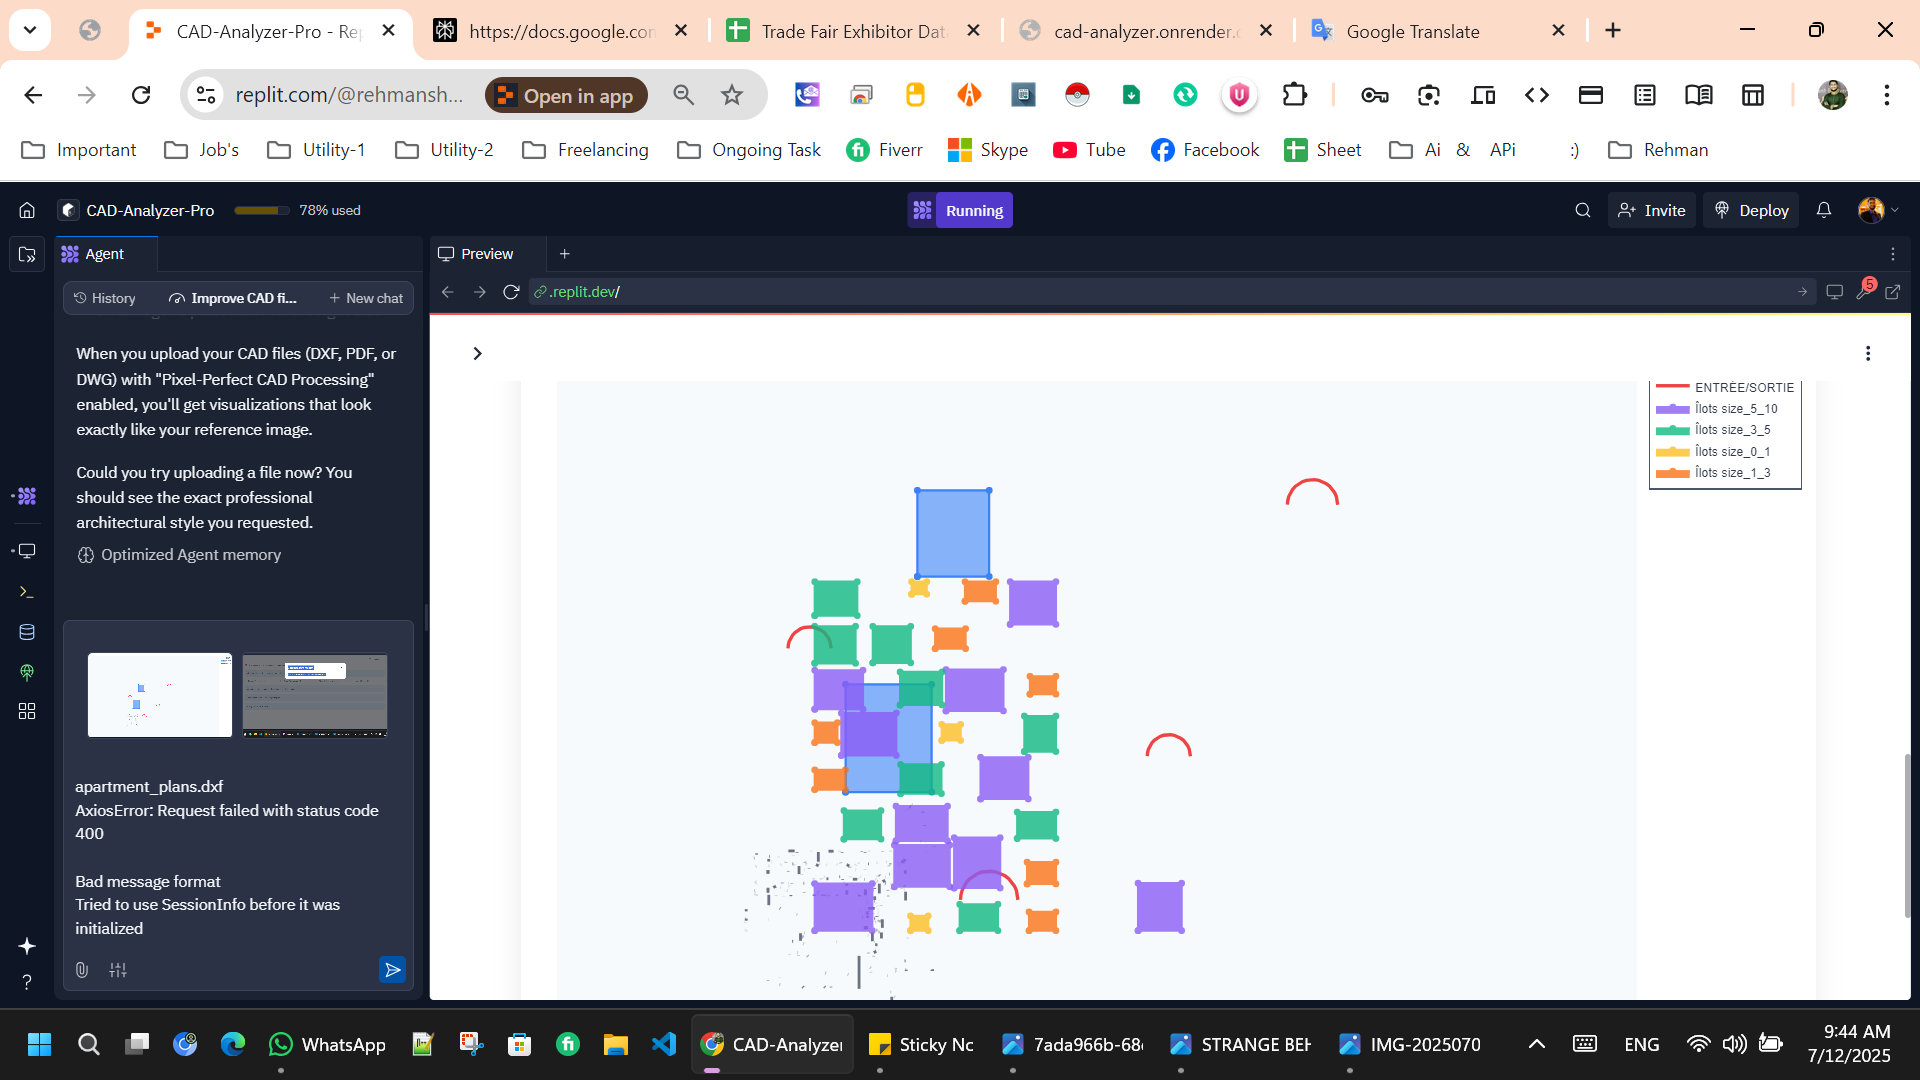 CAD-Analyzer-Pro - Re
https://docs.google.con
Trade Fair Exhibitor Dat
cad-analyzer.onrender.
Google Translate
replit.com/@rehmansh...
Open in app
Important
Job's
Utility-1
Utility-2
Freelancing
Ongoing Task
Fiverr
Skype
Tube
Facebook
Sheet
Ai & APi :)
Rehman
CAD-Analyzer-Pro
78% used
Running
Invite
Deploy
Agent
Preview
History
Improve CAD fi...
New chat
.replit.dev/
5
When you upload your CAD files (DXF, PDF, or
DWG) with "Pixel-Perfect CAD Processing"
enabled, you'll get visualizations that look
exactly like your reference image.
Could you try uploading a file now? You
should see the exact professional
architectural style you requested.
Optimized Agent memory
apartment_plans.dxf
AxiosError: Request failed with status code
400
Bad message format
Tried to use SessionInfo before it was
initialized
ENTRÉE/SORTIE
Îlots size_5_10
Îlots size_3_5
Îlots size_0_1
Îlots size_1_3
WhatsApp
CAD-Analyzer
Sticky Nc
7ada966b-68
STRANGE BEH
IMG-2025070
ENG
9:44 AM
7/12/2025